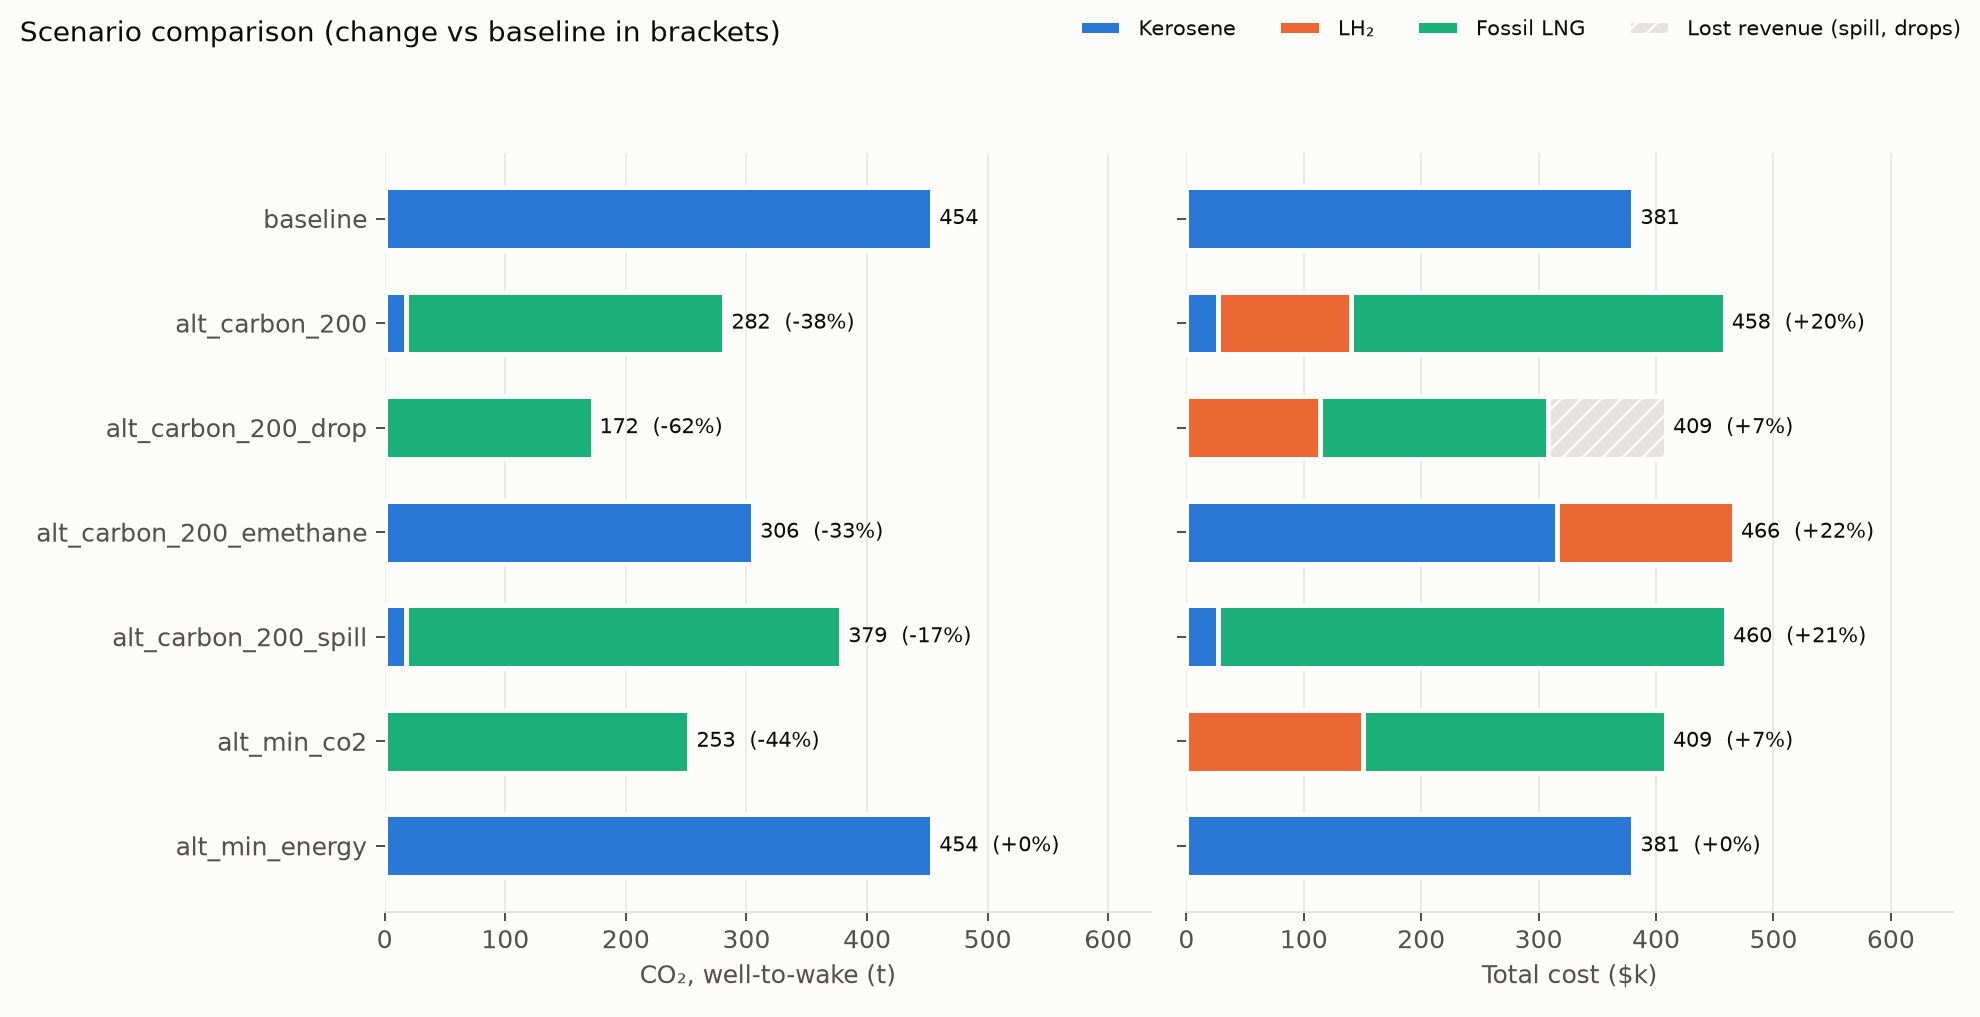 Scenario comparison (change vs baseline in brackets)
Kerosene
LH₂
Fossil LNG
Lost revenue (spill, drops)
baseline 454 381
alt_carbon_200 282 (-38%) 458 (+20%)
alt_carbon_200_drop 172 (-62%) 409 (+7%)
alt_carbon_200_emethane 306 (-33%) 466 (+22%)
alt_carbon_200_spill 379 (-17%) 460 (+21%)
alt_min_co2 253 (-44%) 409 (+7%)
alt_min_energy 454 (+0%) 381 (+0%)
0 100 200 300 400 500 600
0 100 200 300 400 500 600
CO₂, well-to-wake (t)
Total cost ($k)